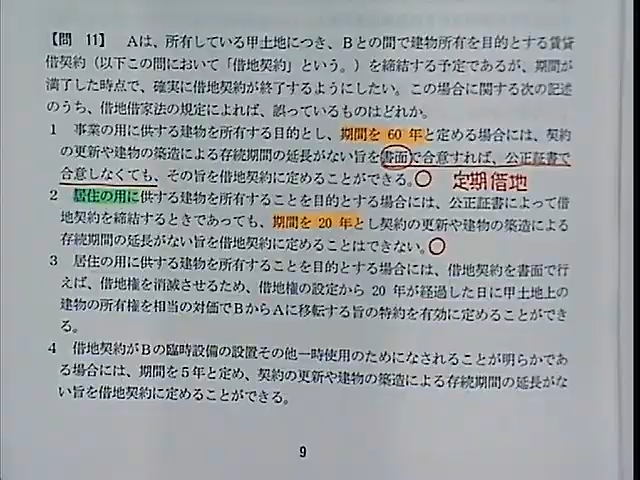 【問 11】 Aは、所有している甲土地につき、Bとの間で建物所有を目的とする賃貸
借契約（以下この問において「借地契約」という。）を締結する予定であるが、期間が
満了した時点で、確実に借地契約が終了するようにしたい。この場合に関する次の記述
のうち、借地借家法の規定によれば、誤っているものはどれか。
1 事業の用に供する建物を所有する目的とし、期間を 60 年と定める場合には、契約
の更新や建物の築造による存続期間の延長がない旨を書面で合意すれば、公正証書で
合意しなくても、その旨を借地契約に定めることができる。○ 定期借地
2 居住の用に供する建物を所有することを目的とする場合には、公正証書によって借
地契約を締結するときであっても、期間を 20 年とし契約の更新や建物の築造による
存続期間の延長がない旨を借地契約に定めることはできない。○
3 居住の用に供する建物を所有することを目的とする場合には、借地契約を書面で行
えば、借地権を消滅させるため、借地権の設定から 20 年が経過した日に甲土地上の
建物の所有権を相当の対価でBからAに移転する旨の特約を有効に定めることができ
る。
4 借地契約がBの臨時設備の設置その他一時使用のためになされることが明らかであ
る場合には、期間を５年と定め、契約の更新や建物の築造による存続期間の延長がな
い旨を借地契約に定めることができる。
9